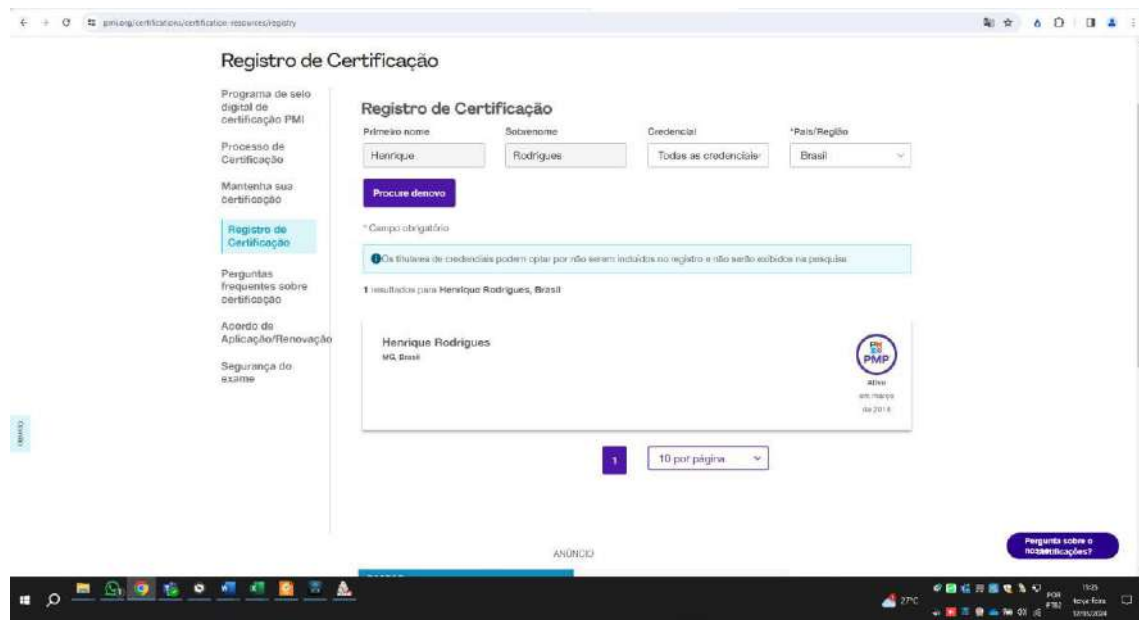 pmi.org/certifications/certification-resources/registry
Registro de Certificação
Programa de selo
digital de
certificação PMI
Processo de
Certificação
Mantenha sua
certificação
Registro de
Certificação
Perguntas
frequentes sobre
certificação
Acordo de
Aplicação/Renovação
Segurança do
exame
Registro de Certificação
Primeiro nome
Sobrenome
Credencial
*País/Região
Henrique
Rodrigues
Todas as credenciais
Brasil
Procure denovo
* Campo obrigatório
Os titulares de credenciais podem optar por não serem incluídos no registro e não serão exibidos na pesquisa.
1 resultados para Henrique Rodrigues, Brasil
Henrique Rodrigues
MG, Brasil
PMP
Ativo
em março
de 2014
1
10 por página
ANÚNCIO
Pergunta sobre o
27°C
POR
PTB2
terça-feira